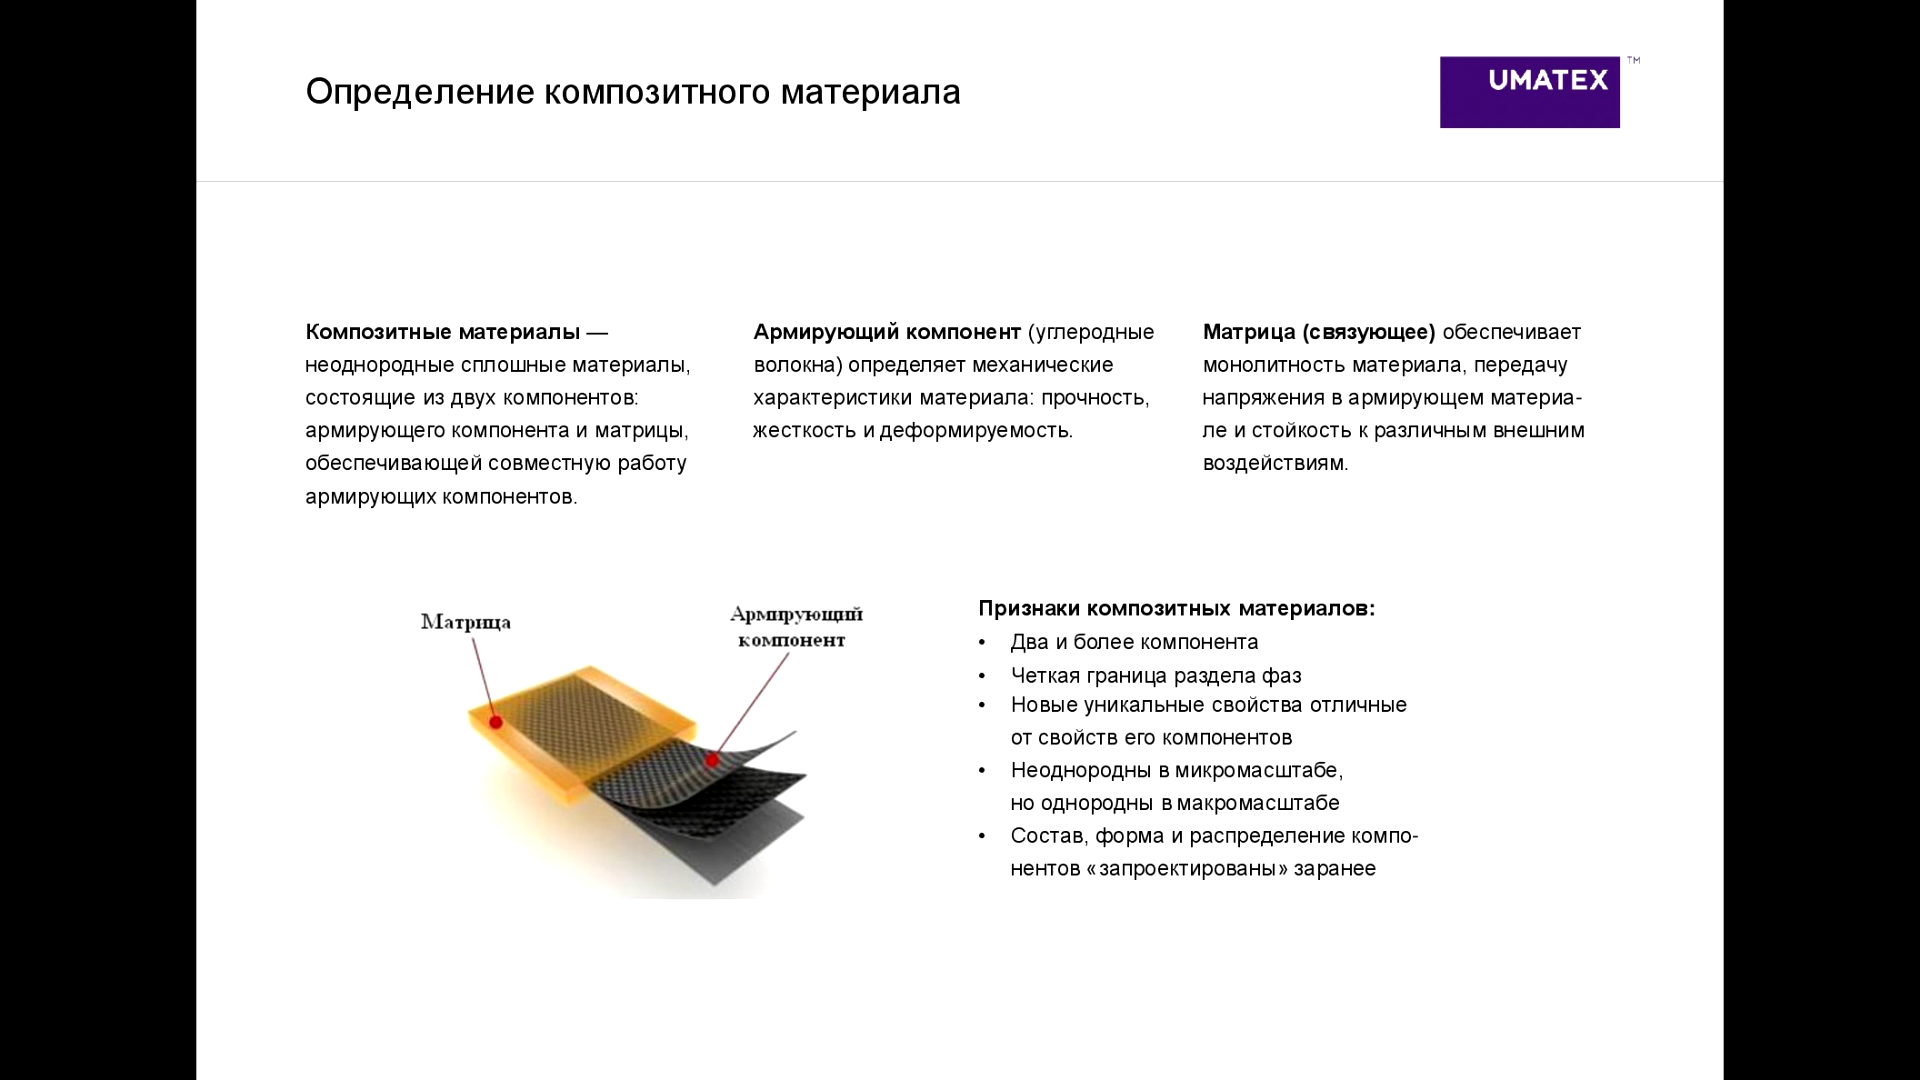 Определение композитного материала
UMATEX
TM
Композитные материалы —
неоднородные сплошные материалы,
состоящие из двух компонентов:
армирующего компонента и матрицы,
обеспечивающей совместную работу
армирующих компонентов.
Армирующий компонент (углеродные
волокна) определяет механические
характеристики материала: прочность,
жесткость и деформируемость.
Матрица (связующее) обеспечивает
монолитность материала, передачу
напряжения в армирующем материа-
ле и стойкость к различным внешним
воздействиям.
Матрица
Армирующий
компонент
Признаки композитных материалов:
• Два и более компонента
• Четкая граница раздела фаз
• Новые уникальные свойства отличные
от свойств его компонентов
• Неоднородны в микромасштабе,
но однородны в макромасштабе
• Состав, форма и распределение компо-
нентов «запроектированы» заранее